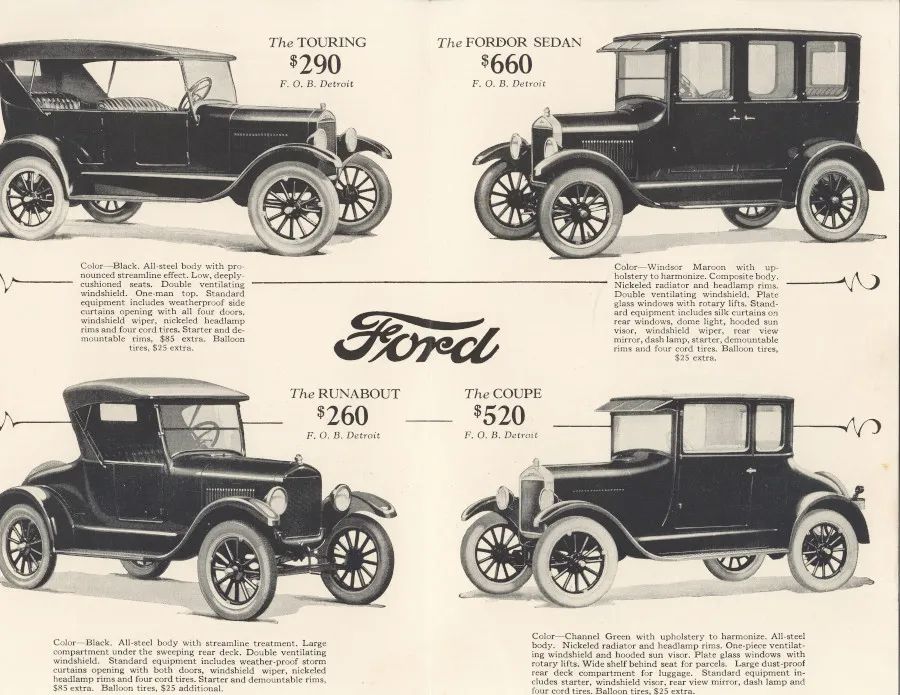 The TOURING
$290
F. O. B. Detroit
The FORDOR SEDAN
$660
F. O. B. Detroit
Color—Black. All-steel body with pro-
nounced streamline effect. Low, deeply-
cushioned seats. Double ventilating
windshield. One-man top. Standard
equipment includes weatherproof side
curtains opening with all four doors,
windshield wiper, nickeled headlamp
rims and four cord tires. Starter and de-
mountable rims, $85 extra. Balloon
tires, $25 extra.
Color—Windsor Maroon with up-
holstery to harmonize. Composite body.
Nickeled radiator and headlamp rims.
Double ventilating windshield. Plate
glass windows with rotary lifts. Stand-
ard equipment includes silk curtains on
rear windows, dome light, hooded sun
visor, windshield wiper, rear view
mirror, dash lamp, starter, demountable
rims and four cord tires. Balloon tires,
$25 extra.
Ford
The RUNABOUT
$260
F. O. B. Detroit
The COUPE
$520
F. O. B. Detroit
Color—Black. All-steel body with streamline treatment. Large
compartment under the sweeping rear deck. Double ventilating
windshield. Standard equipment includes weather-proof storm
curtains opening with both doors, windshield wiper, nickeled
headlamp rims and four cord tires. Starter and demountable rims,
$85 extra. Balloon tires, $25 additional.
Color—Channel Green with upholstery to harmonize. All-steel
body. Nickeled radiator and headlamp rims. One-piece ventilat-
ing windshield and hooded sun visor. Plate glass windows with
rotary lifts. Wide shelf behind seat for parcels. Large dust-proof
rear deck compartment for luggage. Standard equipment in-
cludes starter, windshield visor, rear view mirror, dash lamp, and
four cord tires. Balloon tires, $25 extra.